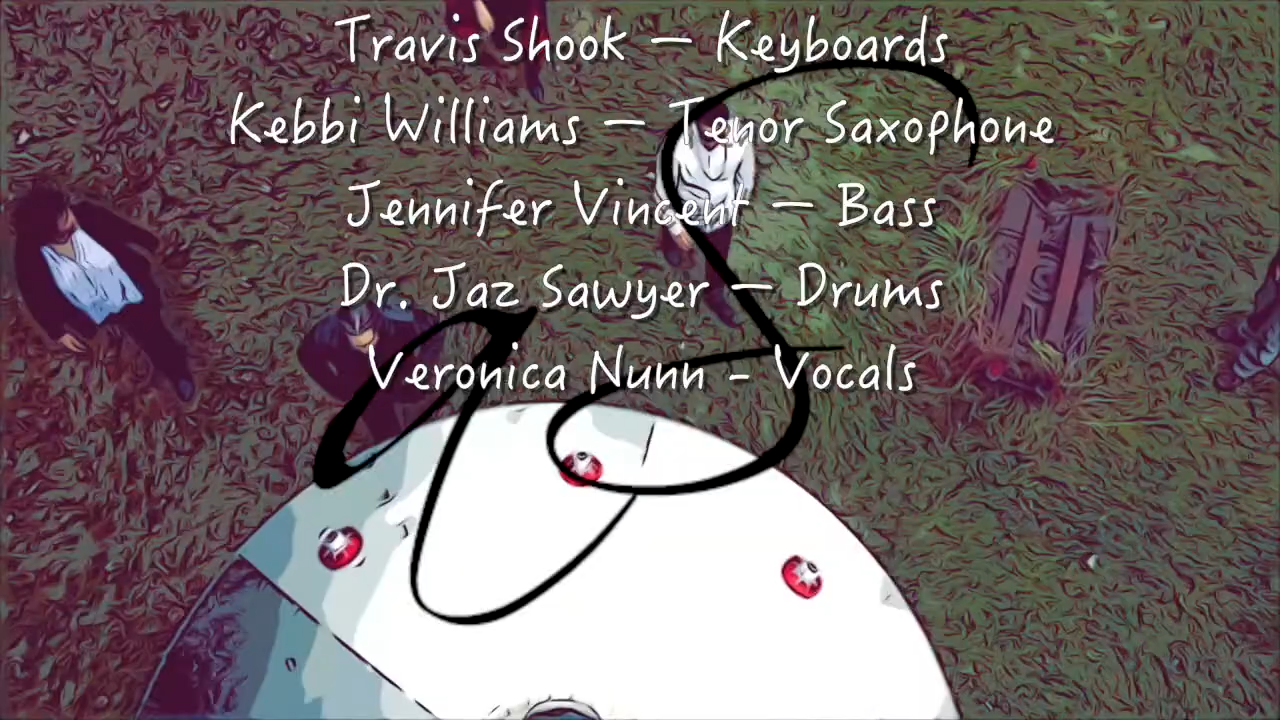 Travis Shook – Keyboards
Kebbi Williams – Tenor Saxophone
Jennifer Vincent – Bass
Dr. Jaz Sawyer – Drums
Veronica Nunn - Vocals